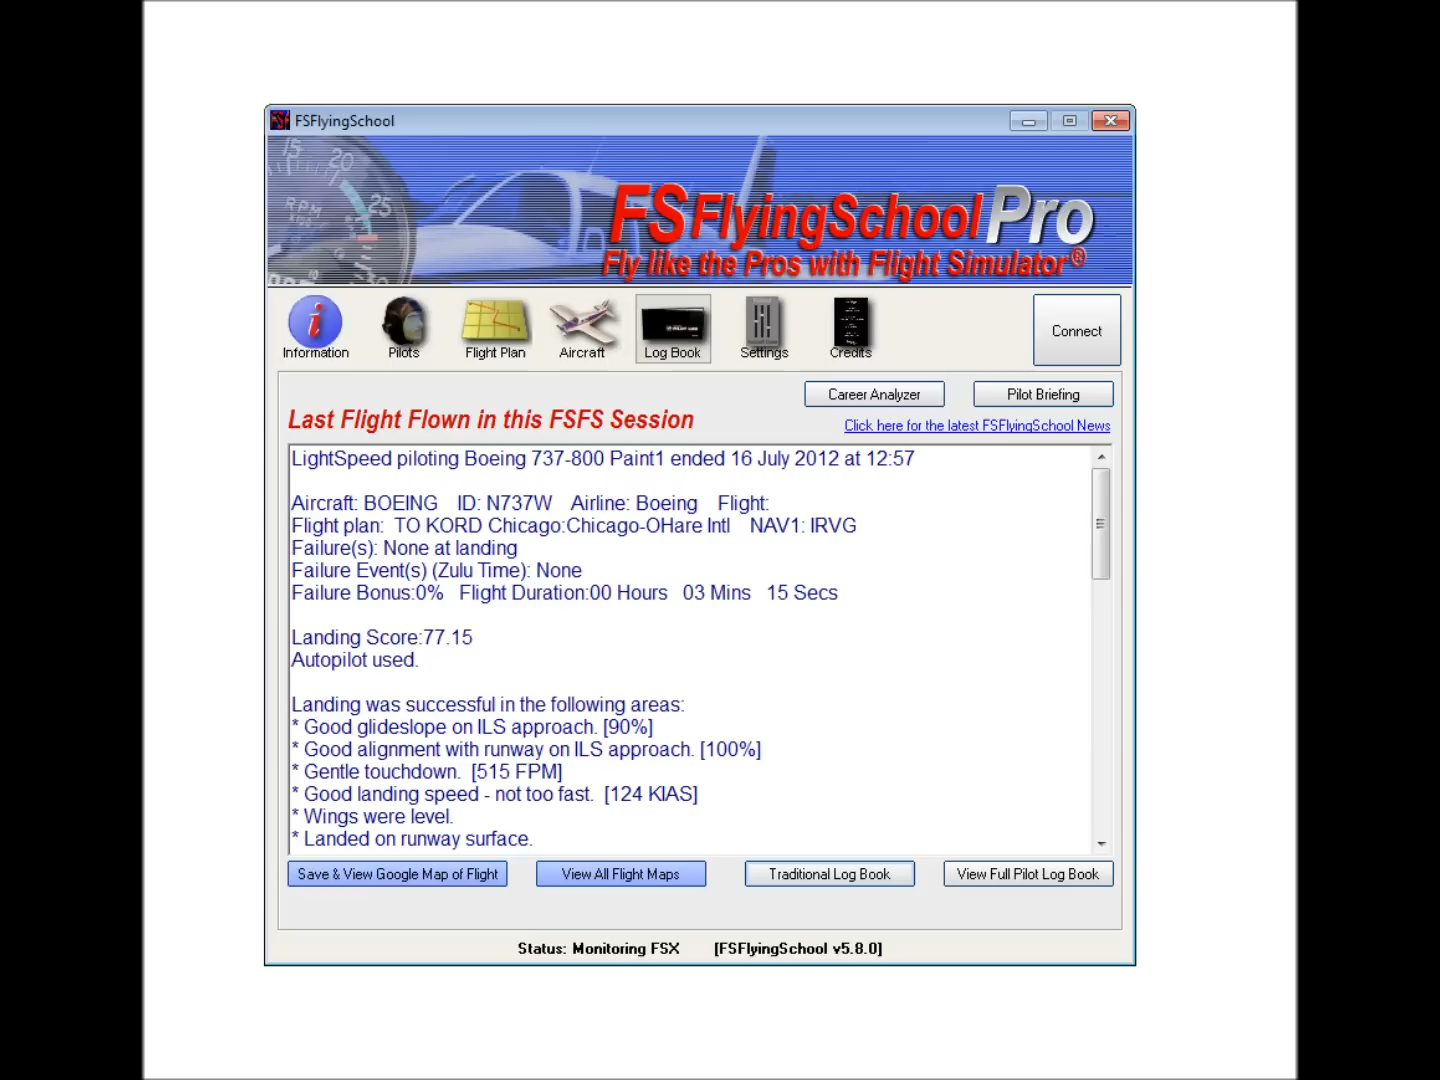 FSFlyingSchool
15
20
25
RPM
FSFlyingSchoolPro
Fly like the Pros with Flight Simulator®
Information
Pilots
Flight Plan
Aircraft
Log Book
Settings
Credits
Connect
Career Analyzer
Pilot Briefing
Last Flight Flown in this FSFS Session
Click here for the latest FSFlyingSchool News
LightSpeed piloting Boeing 737-800 Paint1 ended 16 July 2012 at 12:57
Aircraft: BOEING ID: N737W Airline: Boeing Flight:
Flight plan: TO KORD Chicago:Chicago-OHare Intl NAV1: IRVG
Failure(s): None at landing
Failure Event(s) (Zulu Time): None
Failure Bonus:0% Flight Duration:00 Hours 03 Mins 15 Secs
Landing Score:77.15
Autopilot used.
Landing was successful in the following areas:
* Good glideslope on ILS approach. [90%]
* Good alignment with runway on ILS approach. [100%]
* Gentle touchdown. [515 FPM]
* Good landing speed - not too fast. [124 KIAS]
* Wings were level.
* Landed on runway surface.
Save & View Google Map of Flight
View All Flight Maps
Traditional Log Book
View Full Pilot Log Book
Status: Monitoring FSX [FSFlyingSchool v5.8.0]